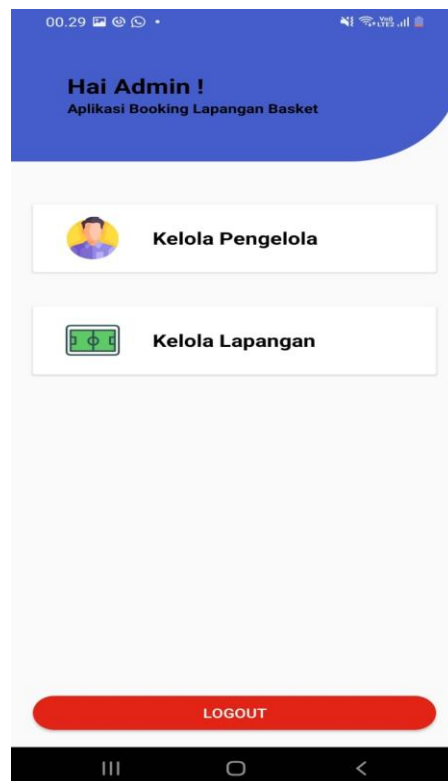 00.29
Hai Admin !
Aplikasi Booking Lapangan Basket
Kelola Pengelola
Kelola Lapangan
LOGOUT